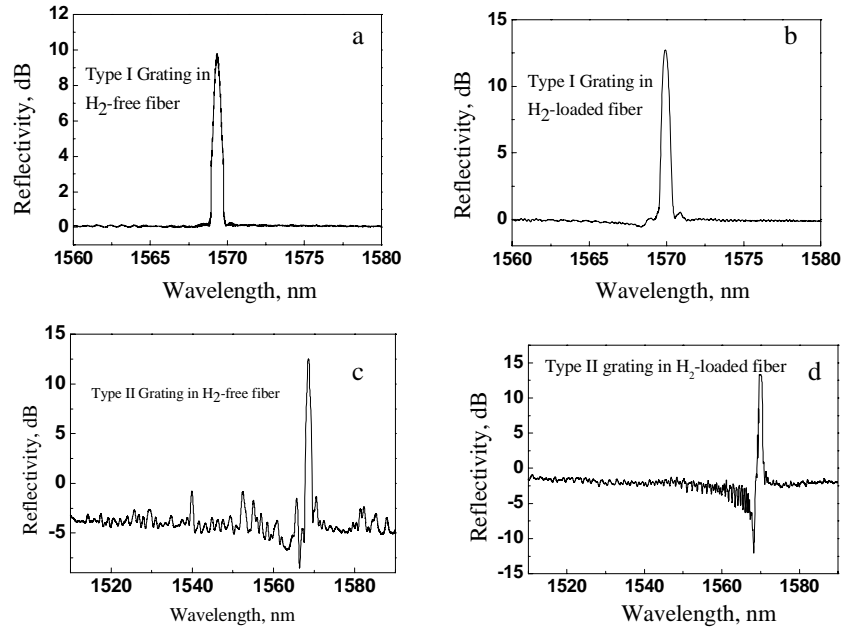 a
Type I Grating in
H2-free fiber
Reflectivity, dB
12
10
8
6
4
2
0
1560 1565 1570 1575 1580
Wavelength, nm
b
Type I Grating in
H2-loaded fiber
Reflectivity, dB
15
10
5
0
-5
1560 1565 1570 1575 1580
Wavelength, nm
c
Type II Grating in H2-free fiber
Reflectivity, dB
15
10
5
0
-5
1520 1540 1560 1580
Wavelength, nm
Type II grating in H2-loaded fiber d
Reflectivity, dB
15
10
5
0
-5
-10
-15
1520 1540 1560 1580
Wavelength, nm